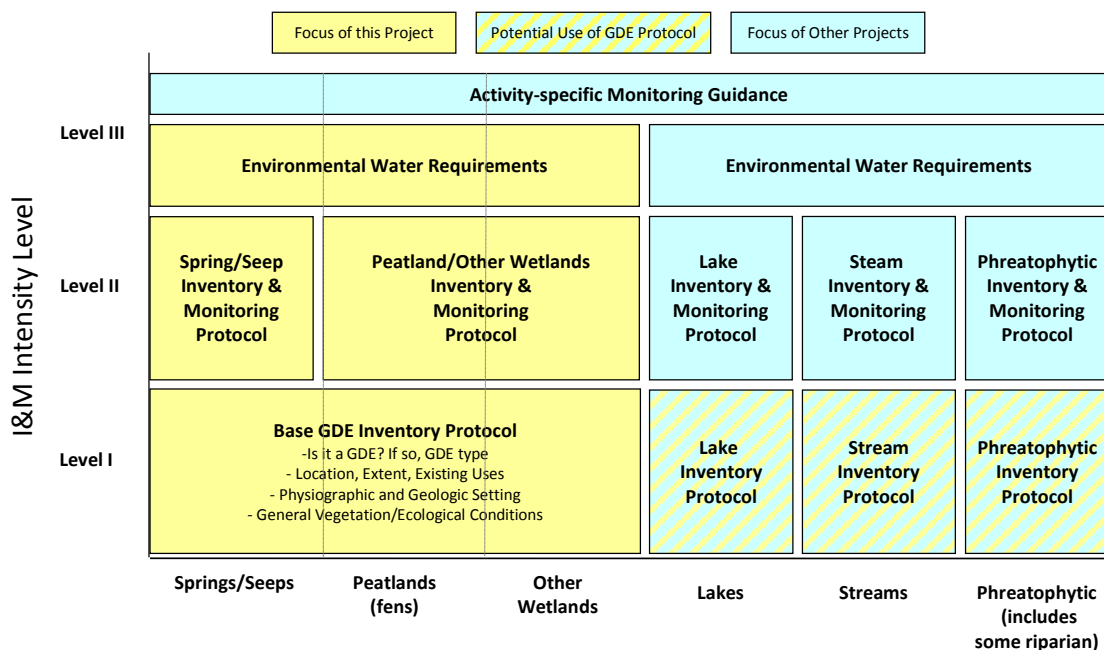 Focus of this Project
Potential Use of GDE Protocol
Focus of Other Projects
I&M Intensity Level
Activity-specific Monitoring Guidance
Level III
Environmental Water Requirements
Environmental Water Requirements
Level II
Spring/Seep
Inventory &
Monitoring
Protocol
Peatland/Other Wetlands
Inventory &
Monitoring
Protocol
Lake
Inventory &
Monitoring
Protocol
Steam
Inventory &
Monitoring
Protocol
Phreatophytic
Inventory &
Monitoring
Protocol
Level I
Base GDE Inventory Protocol
-Is it a GDE? If so, GDE type
- Location, Extent, Existing Uses
- Physiographic and Geologic Setting
- General Vegetation/Ecological Conditions
Lake
Inventory
Protocol
Stream
Inventory
Protocol
Phreatophytic
Inventory
Protocol
Springs/Seeps
Peatlands
(fens)
Other
Wetlands
Lakes
Streams
Phreatophytic
(includes
some riparian)